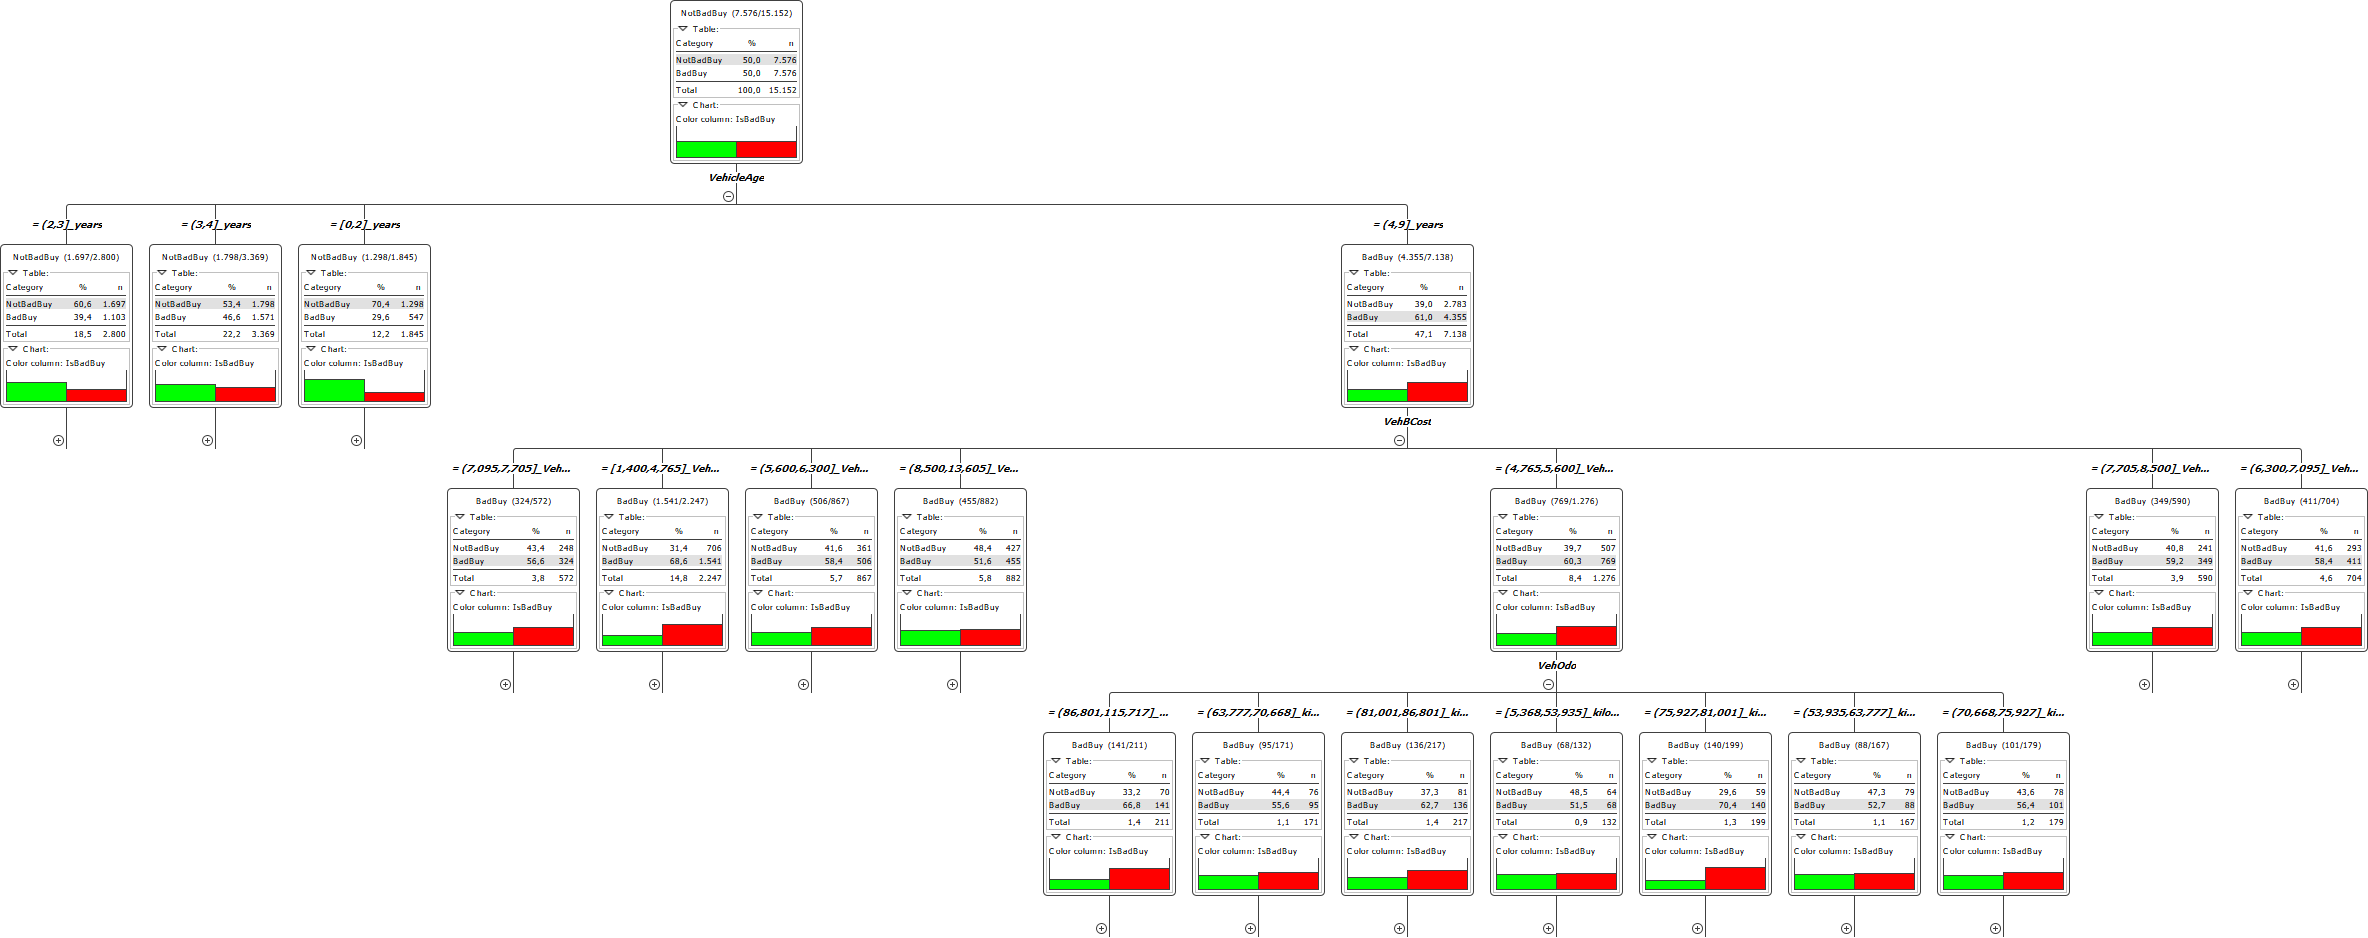 NotBadBuy (7.576/15.152)
Table:
Category % n
NotBadBuy 50,0 7.576
BadBuy 50,0 7.576
Total 100,0 15.152
Chart:
Color column: IsBadBuy
VehicleAge
= (2,3]_years
NotBadBuy (1.697/2.800)
Table:
Category % n
NotBadBuy 60,6 1.697
BadBuy 39,4 1.103
Total 18,5 2.800
Chart:
Color column: IsBadBuy
= (3,4]_years
NotBadBuy (1.798/3.369)
Table:
Category % n
NotBadBuy 53,4 1.798
BadBuy 46,6 1.571
Total 22,2 3.369
Chart:
Color column: IsBadBuy
= [0,2]_years
NotBadBuy (1.298/1.845)
Table:
Category % n
NotBadBuy 70,4 1.298
BadBuy 29,6 547
Total 12,2 1.845
Chart:
Color column: IsBadBuy
= (4,9]_years
BadBuy (4.355/7.138)
Table:
Category % n
NotBadBuy 39,0 2.783
BadBuy 61,0 4.355
Total 47,1 7.138
Chart:
Color column: IsBadBuy
VehBCost
= (7,095,7,705]_Veh...
BadBuy (324/572)
Table:
Category % n
NotBadBuy 43,4 248
BadBuy 56,6 324
Total 3,8 572
Chart:
Color column: IsBadBuy
= [1,400,4,765]_Veh...
BadBuy (1.541/2.247)
Table:
Category % n
NotBadBuy 31,4 706
BadBuy 68,6 1.541
Total 14,8 2.247
Chart:
Color column: IsBadBuy
= (5,600,6,300]_Veh...
BadBuy (506/867)
Table:
Category % n
NotBadBuy 41,6 361
BadBuy 58,4 506
Total 5,7 867
Chart:
Color column: IsBadBuy
= (8,500,13,605]_Ve...
BadBuy (455/882)
Table:
Category % n
NotBadBuy 48,4 427
BadBuy 51,6 455
Total 5,8 882
Chart:
Color column: IsBadBuy
= (4,765,5,600]_Veh...
BadBuy (769/1.276)
Table:
Category % n
NotBadBuy 39,7 507
BadBuy 60,3 769
Total 8,4 1.276
Chart:
Color column: IsBadBuy
= (7,705,8,500]_Veh...
BadBuy (349/590)
Table:
Category % n
NotBadBuy 40,8 241
BadBuy 59,2 349
Total 3,9 590
Chart:
Color column: IsBadBuy
= (6,300,7,095]_Veh...
BadBuy (411/704)
Table:
Category % n
NotBadBuy 41,6 293
BadBuy 58,4 411
Total 4,6 704
Chart:
Color column: IsBadBuy
VehOdo
= (86,801,115,717]_...
BadBuy (141/211)
Table:
Category % n
NotBadBuy 33,2 70
BadBuy 66,8 141
Total 1,4 211
Chart:
Color column: IsBadBuy
= (63,777,70,668]_ki...
BadBuy (95/171)
Table:
Category % n
NotBadBuy 44,4 76
BadBuy 55,6 95
Total 1,1 171
Chart:
Color column: IsBadBuy
= (81,001,86,801]_ki...
BadBuy (136/217)
Table:
Category % n
NotBadBuy 37,3 81
BadBuy 62,7 136
Total 1,4 217
Chart:
Color column: IsBadBuy
= [5,368,53,935]_kilo...
BadBuy (68/132)
Table:
Category % n
NotBadBuy 48,5 64
BadBuy 51,5 68
Total 0,9 132
Chart:
Color column: IsBadBuy
= (75,927,81,001]_ki...
BadBuy (140/199)
Table:
Category % n
NotBadBuy 29,6 59
BadBuy 70,4 140
Total 1,3 199
Chart:
Color column: IsBadBuy
= (53,935,63,777]_ki...
BadBuy (88/167)
Table:
Category % n
NotBadBuy 47,3 79
BadBuy 52,7 88
Total 1,1 167
Chart:
Color column: IsBadBuy
= (70,668,75,927]_ki...
BadBuy (101/179)
Table:
Category % n
NotBadBuy 43,6 78
BadBuy 56,4 101
Total 1,2 179
Chart:
Color column: IsBadBuy